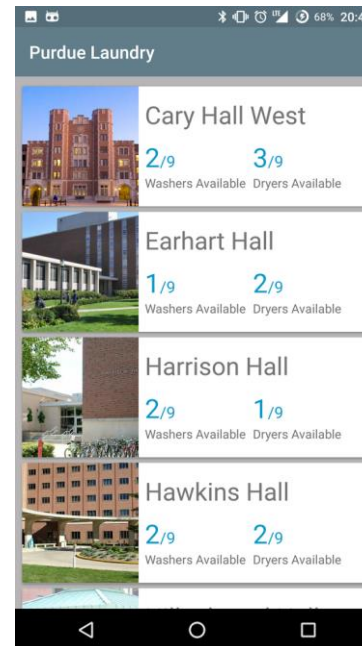 LTE 68% 20:4
Purdue Laundry
Cary Hall West
2/9 3/9
Washers Available Dryers Available
Earhart Hall
1/9 2/9
Washers Available Dryers Available
Harrison Hall
2/9 1/9
Washers Available Dryers Available
Hawkins Hall
2/9 2/9
Washers Available Dryers Available